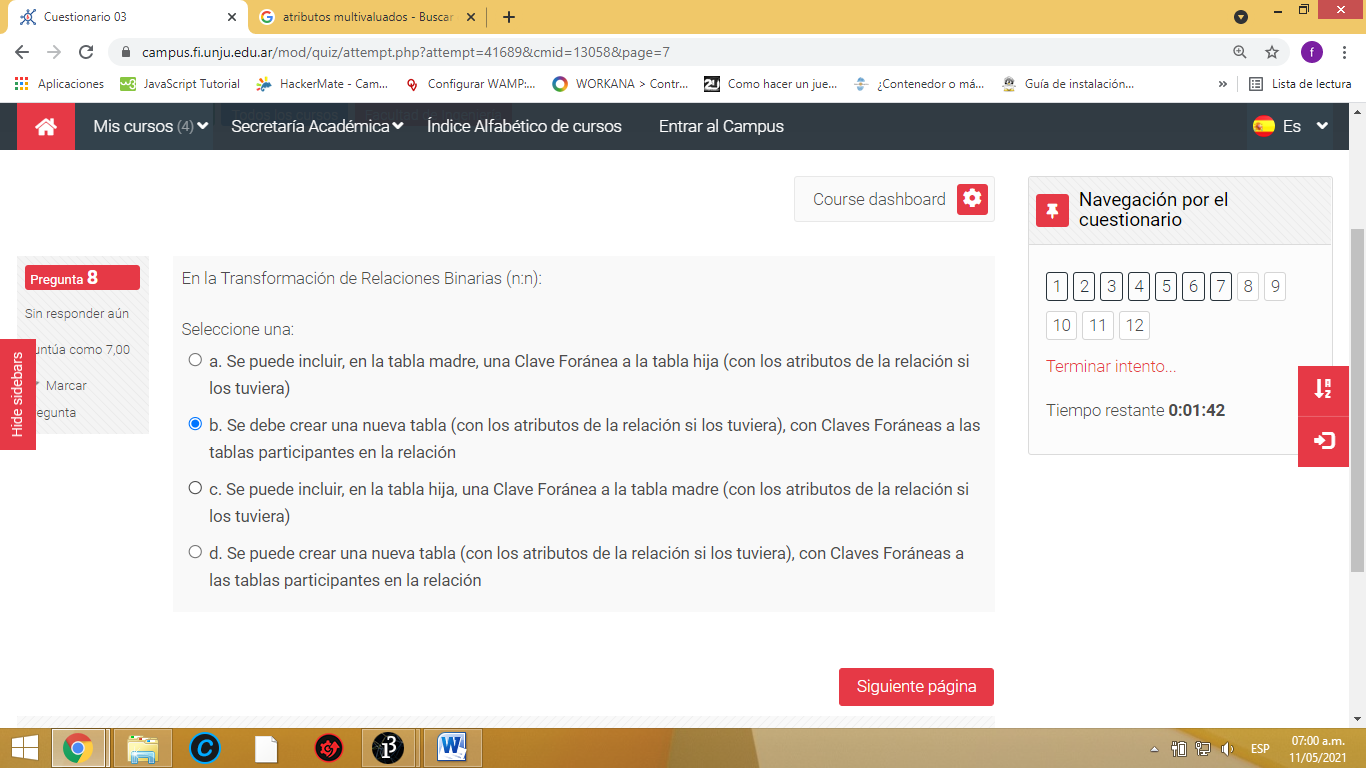 Cuestionario 03
atributos multivaluados - Buscar
campus.fi.unju.edu.ar/mod/quiz/attempt.php?attempt=41689&cmid=13058&page=7
f
Aplicaciones
JavaScript Tutorial
HackerMate - Cam...
Configurar WAMP:...
WORKANA > Contr...
Como hacer un jue...
¿Contenedor o má...
Guía de instalación...
»
Lista de lectura
Mis cursos (4)
Secretaría Académica
Índice Alfabético de cursos
Entrar al Campus
Es
Course dashboard
Navegación por el
cuestionario
Pregunta 8
Sin responder aún
untúa como 7,00
Marcar
egunta
Hide sidebars
En la Transformación de Relaciones Binarias (n:n):
Seleccione una:
a. Se puede incluir, en la tabla madre, una Clave Foránea a la tabla hija (con los atributos de la relación si
los tuviera)
b. Se debe crear una nueva tabla (con los atributos de la relación si los tuviera), con Claves Foráneas a las
tablas participantes en la relación
c. Se puede incluir, en la tabla hija, una Clave Foránea a la tabla madre (con los atributos de la relación si
los tuviera)
d. Se puede crear una nueva tabla (con los atributos de la relación si los tuviera), con Claves Foráneas a
las tablas participantes en la relación
1 2 3 4 5 6 7 8 9
10 11 12
Terminar intento...
Tiempo restante 0:01:42
Siguiente página
ESP
07:00 a.m.
11/05/2021